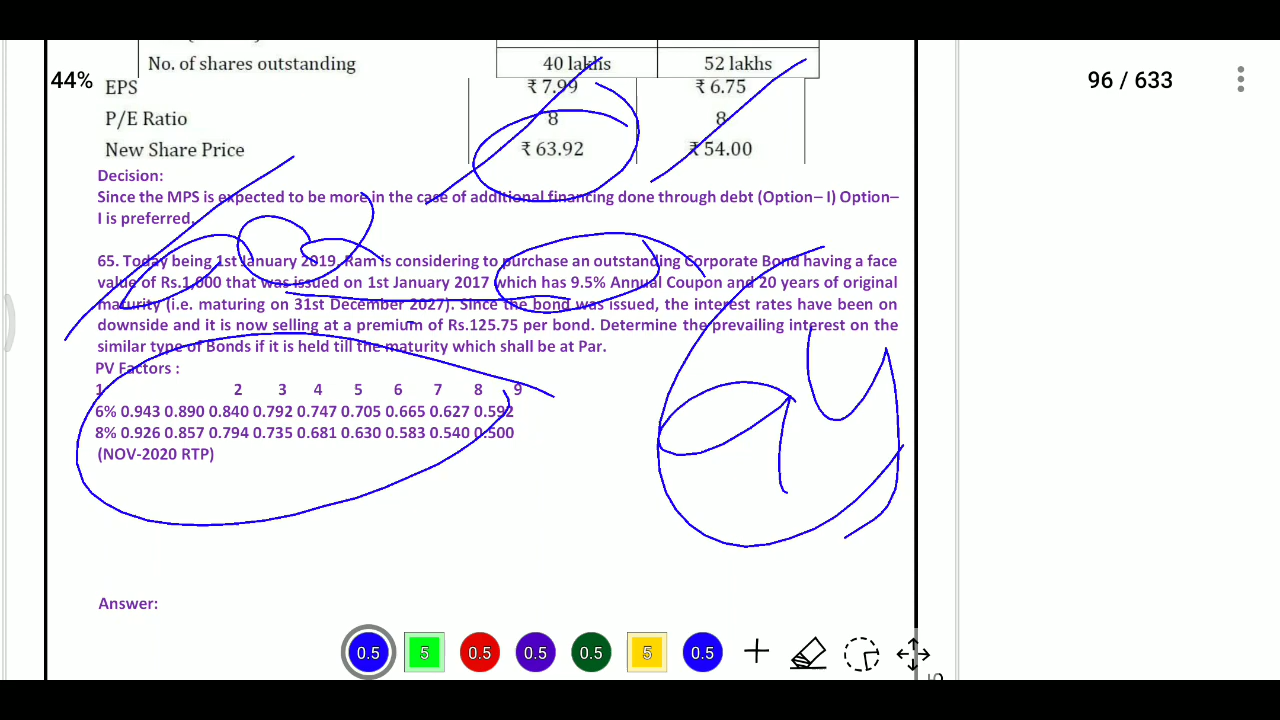 No. of shares outstanding 40 lakhs 52 lakhs
44% EPS ₹ 7.99 ₹ 6.75 96 / 633
P/E Ratio 8 8
New Share Price ₹ 63.92 ₹ 54.00
Decision:
Since the MPS is expected to be more in the case of additional financing done through debt (Option– I) Option–
I is preferred.
65. Today being 1st January 2019, Ram is considering to purchase an outstanding Corporate Bond having a face
value of Rs.1,000 that was issued on 1st January 2017 which has 9.5% Annual Coupon and 20 years of original
maturity (i.e. maturing on 31st December 2027). Since the bond was issued, the interest rates have been on
downside and it is now selling at a premium of Rs.125.75 per bond. Determine the prevailing interest on the
similar type of Bonds if it is held till the maturity which shall be at Par.
PV Factors :
1 2 3 4 5 6 7 8 9
6% 0.943 0.890 0.840 0.792 0.747 0.705 0.665 0.627 0.592
8% 0.926 0.857 0.794 0.735 0.681 0.630 0.583 0.540 0.500
(NOV-2020 RTP)
Answer:
0.5 5 0.5 0.5 0.5 5 0.5